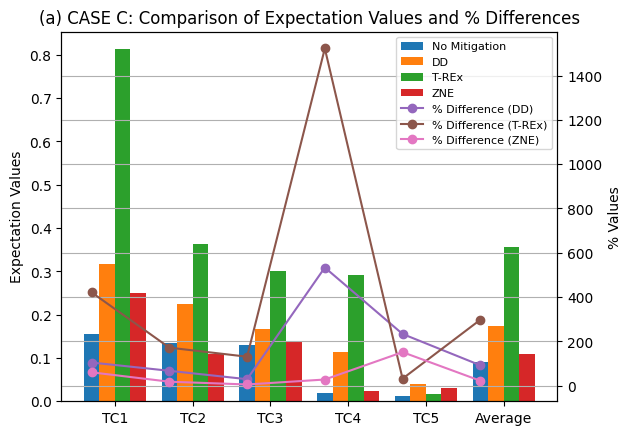 (a) CASE C: Comparison of Expectation Values and % Differences
No Mitigation
DD
T-REx
ZNE
% Difference (DD)
% Difference (T-REx)
% Difference (ZNE)
Expectation Values
0.8
0.7
0.6
0.5
0.4
0.3
0.2
0.1
0.0
1400
1200
1000
800
600
400
200
0
% Values
TC1 TC2 TC3 TC4 TC5 Average